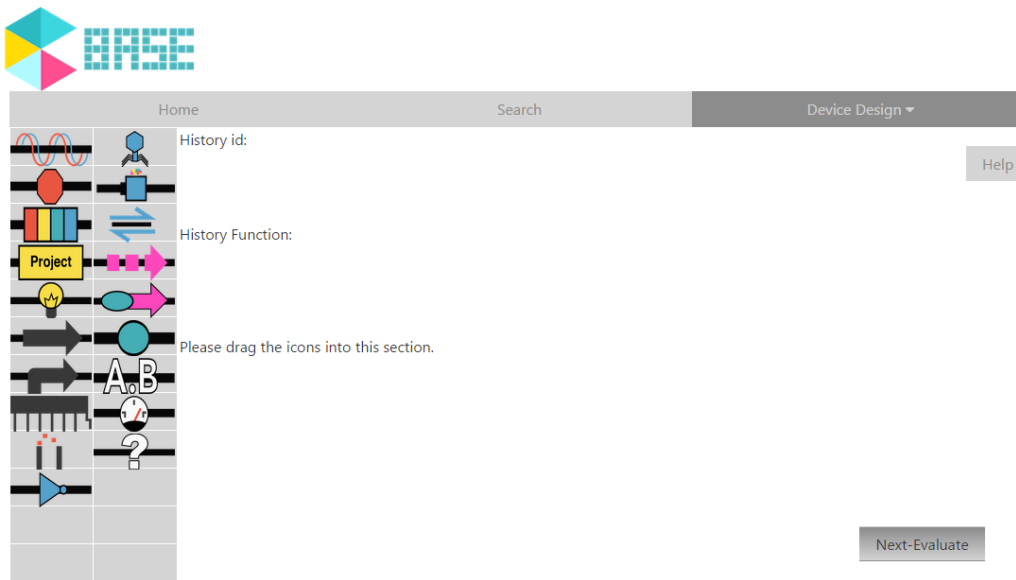 BASE
Home
Search
Device Design
History id:
Help
History Function:
Project
Please drag the icons into this section.
A.B
?
Next-Evaluate